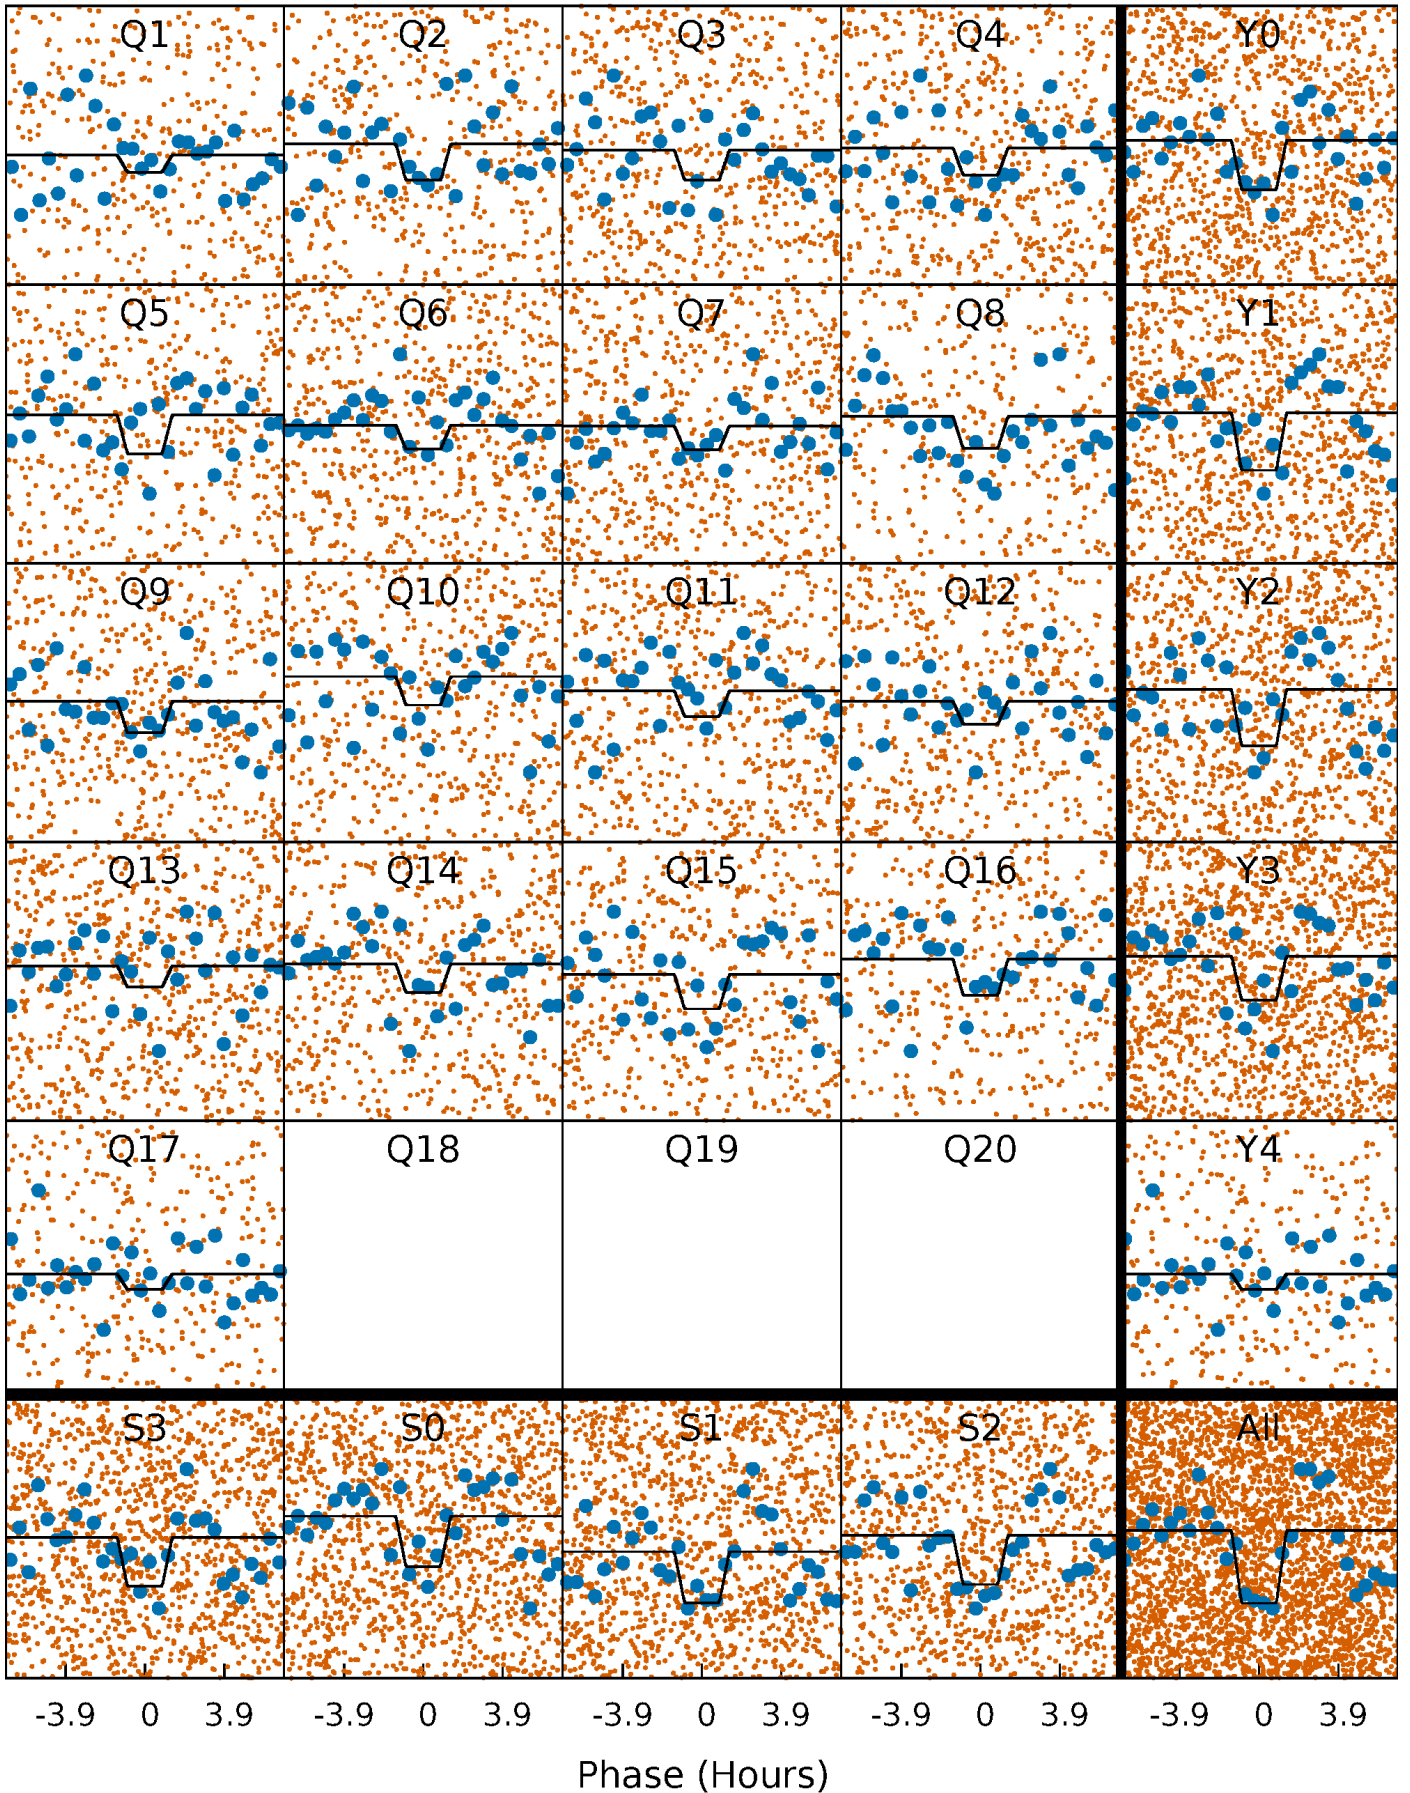 Q1 Q2 Q3 Q4 Y0
Q5 Q6 Q7 Q8 Y1
Q9 Q10 Q11 Q12 Y2
Q13 Q14 Q15 Q16 Y3
Q17 Q18 Q19 Q20 Y4
S3 S0 S1 S2 All
-3.9 0 3.9 -3.9 0 3.9 -3.9 0 3.9 -3.9 0 3.9 -3.9 0 3.9
Phase (Hours)